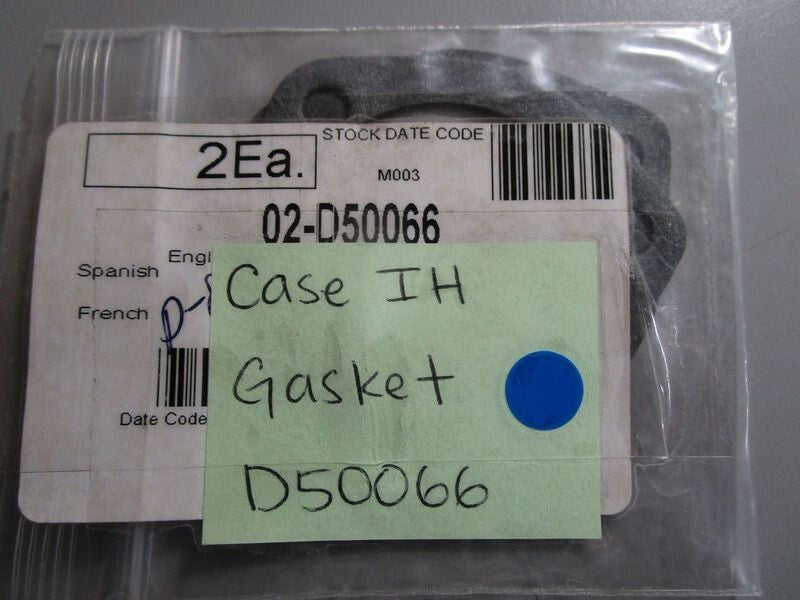 STOCK DATE CODE
2Ea.
M003
02-D50066
Spanish
French
Case IH
Gasket
D50066
Date Code